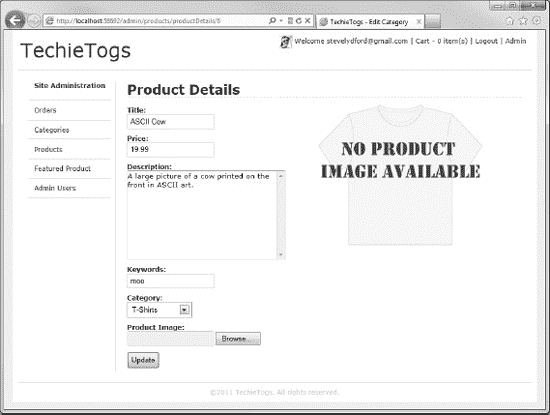 http://localhost:38692/admin/products/productDetails/6
TechieTogs - Edit Category
TechieTogs
Welcome stevelydford@gmail.com | Cart - 0 item(s) | Logout | Admin
Site Administration
Orders
Categories
Products
Featured Product
Admin Users
Product Details
Title:
ASCII Cow
Price:
19.99
Description:
A large picture of a cow printed on the
front in ASCII art.
Keywords:
moo
Category:
T-Shirts
Product Image:
Browse...
Update
NO PRODUCT
IMAGE AVAILABLE
©2011 TechieTogs. All rights reserved.